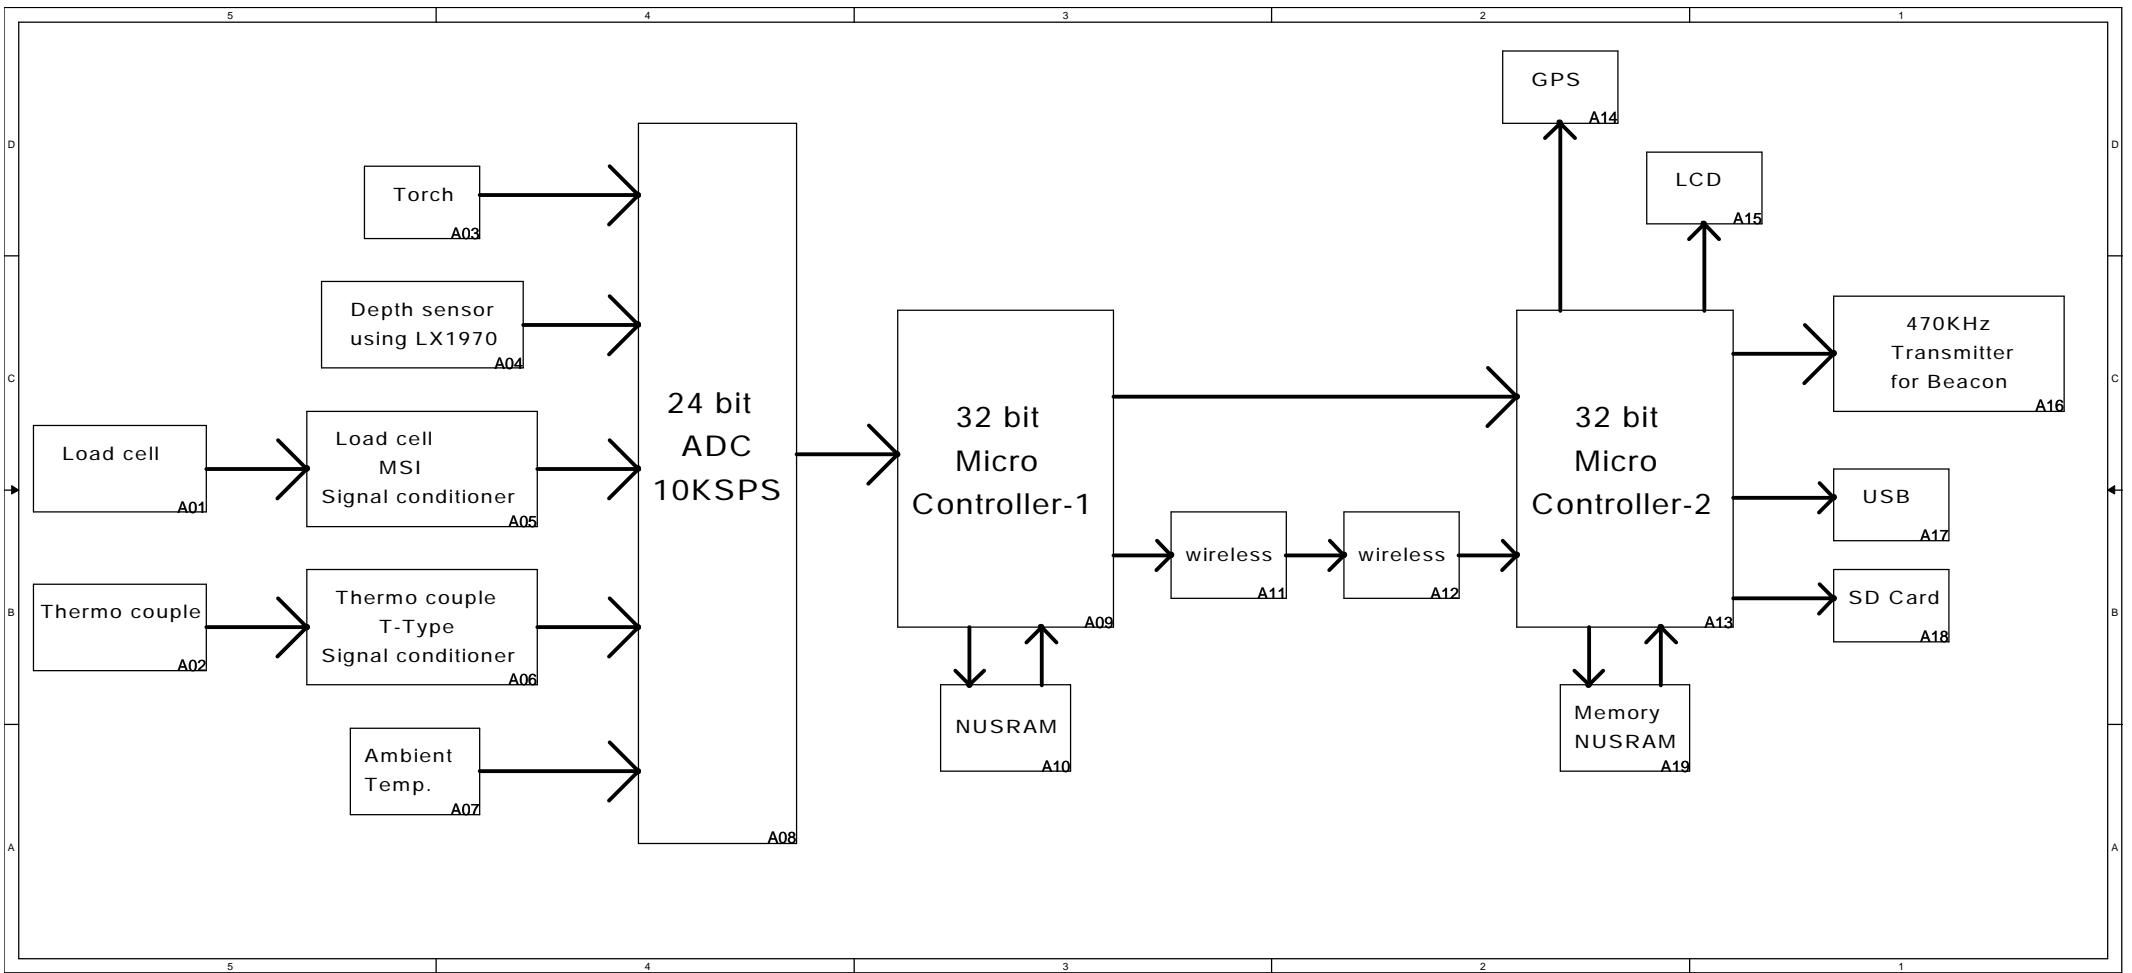 5 4 3 2 1
D
D
C
C
B
B
A
A
GPS
A14
LCD
A15
Torch
A03
Depth sensor
using LX1970
A04
Load cell
A01
Load cell
MSI
Signal conditioner
A05
Thermo couple
A02
Thermo couple
T-Type
Signal conditioner
A06
Ambient
Temp.
A07
24 bit
ADC
10KSPS
A08
32 bit
Micro
Controller-1
A09
NUSRAM
A10
wireless
A11
wireless
A12
32 bit
Micro
Controller-2
A13
Memory
NUSRAM
A19
470KHz
Transmitter
for Beacon
A16
USB
A17
SD Card
A18
5 4 3 2 1